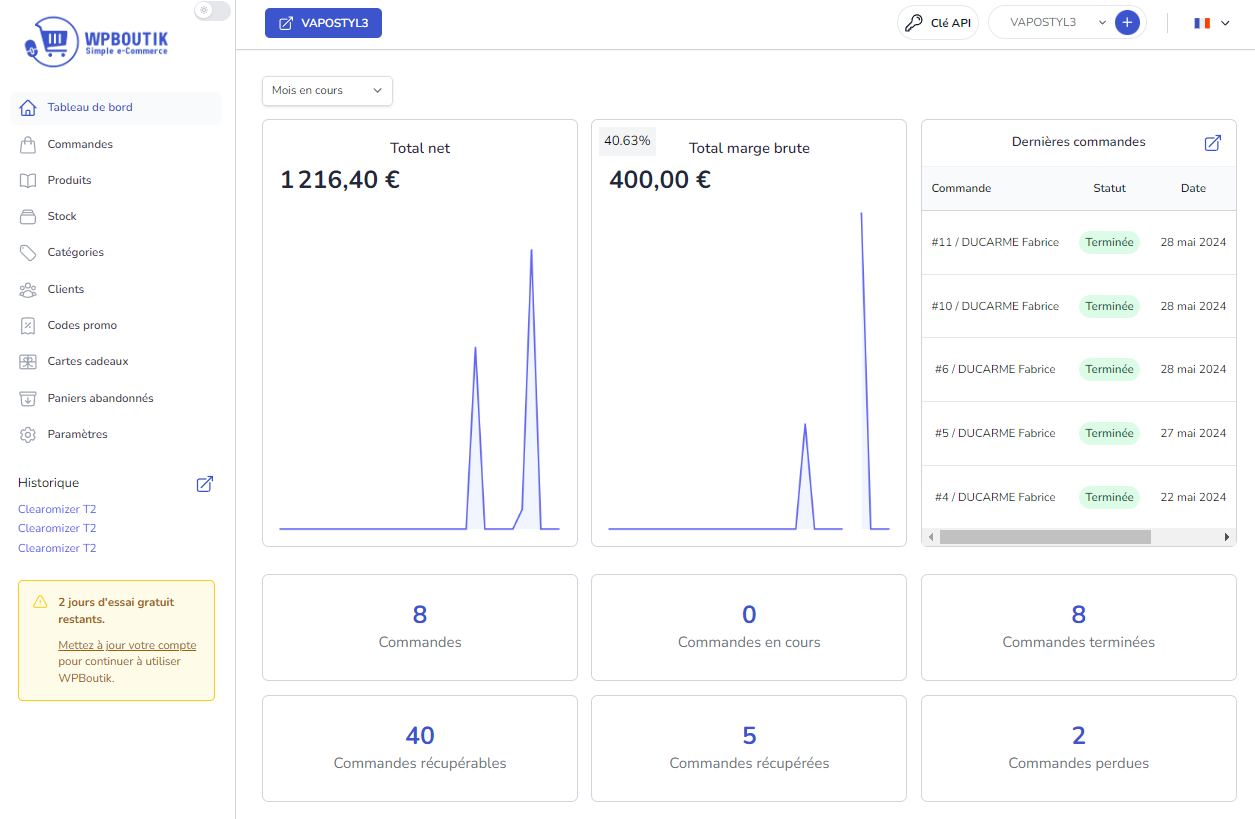 WPBOUTIK
Simple e-Commerce
VAPOSTYL3
Clé API
VAPOSTYL3
Tableau de bord
Commandes
Produits
Stock
Catégories
Clients
Codes promo
Cartes cadeaux
Paniers abandonnés
Paramètres
Historique
Clearomizer T2
Clearomizer T2
Clearomizer T2
2 jours d'essai gratuit
restants.
Mettez à jour votre compte
pour continuer à utiliser
WPBoutik.
Mois en cours
Total net
1 216,40 €
40.63%
Total marge brute
400,00 €
Dernières commandes
Commande Statut Date
#11 / DUCARME Fabrice Terminée 28 mai 2024
#10 / DUCARME Fabrice Terminée 28 mai 2024
#6 / DUCARME Fabrice Terminée 28 mai 2024
#5 / DUCARME Fabrice Terminée 27 mai 2024
#4 / DUCARME Fabrice Terminée 22 mai 2024
8
Commandes
0
Commandes en cours
8
Commandes terminées
40
Commandes récupérables
5
Commandes récupérées
2
Commandes perdues